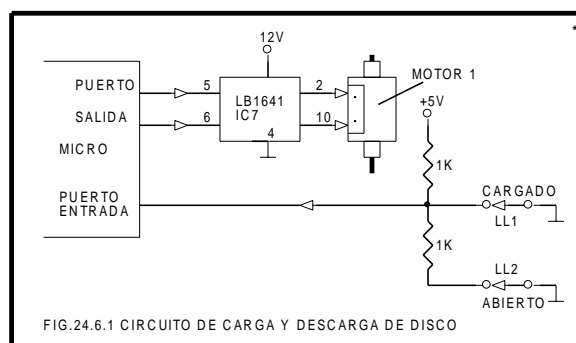 *
12V
PUERTO
5
2
MOTOR 1
LB1641
IC7
+5V
SALIDA
6
10
4
MICRO
1K
PUERTO
ENTRADA
CARGADO
LL1
1K
LL2
ABIERTO
FIG.24.6.1 CIRCUITO DE CARGA Y DESCARGA DE DISCO